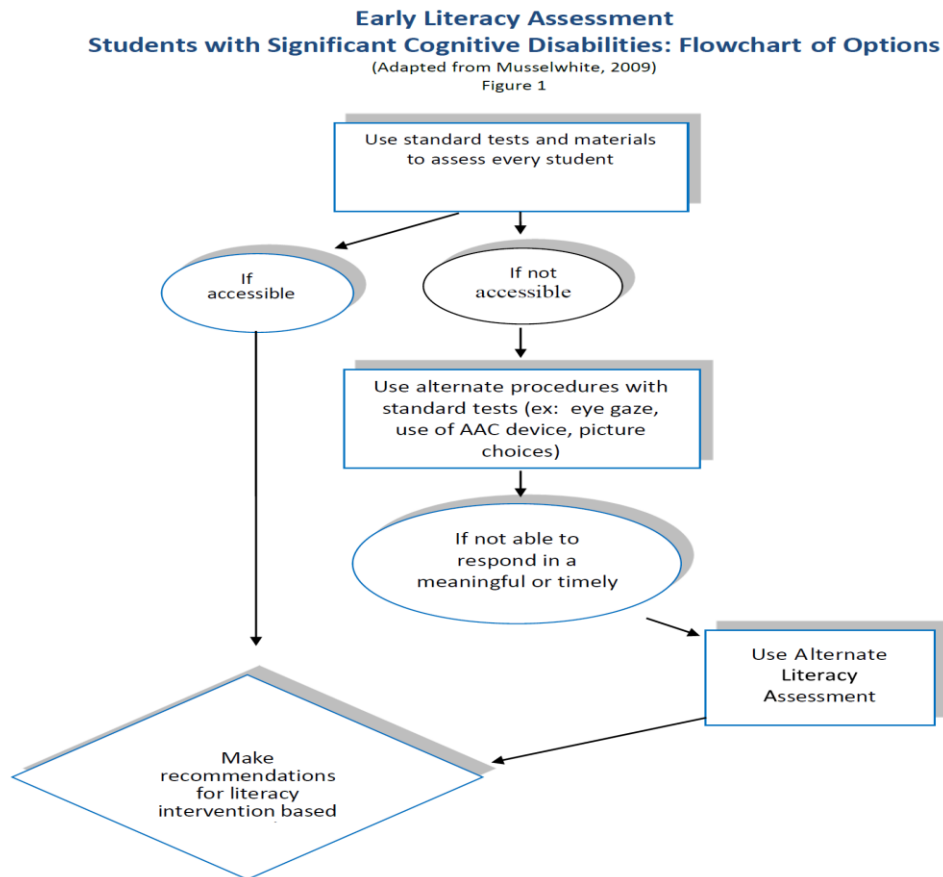 Early Literacy Assessment
Students with Significant Cognitive Disabilities: Flowchart of Options
(Adapted from Musselwhite, 2009)
Figure 1
Use standard tests and materials
to assess every student
If
accessible
If not
accessible
Use alternate procedures with
standard tests (ex: eye gaze,
use of AAC device, picture
choices)
If not able to
respond in a
meaningful or timely
Use Alternate
Literacy
Assessment
Make
recommendations
for literacy
intervention based